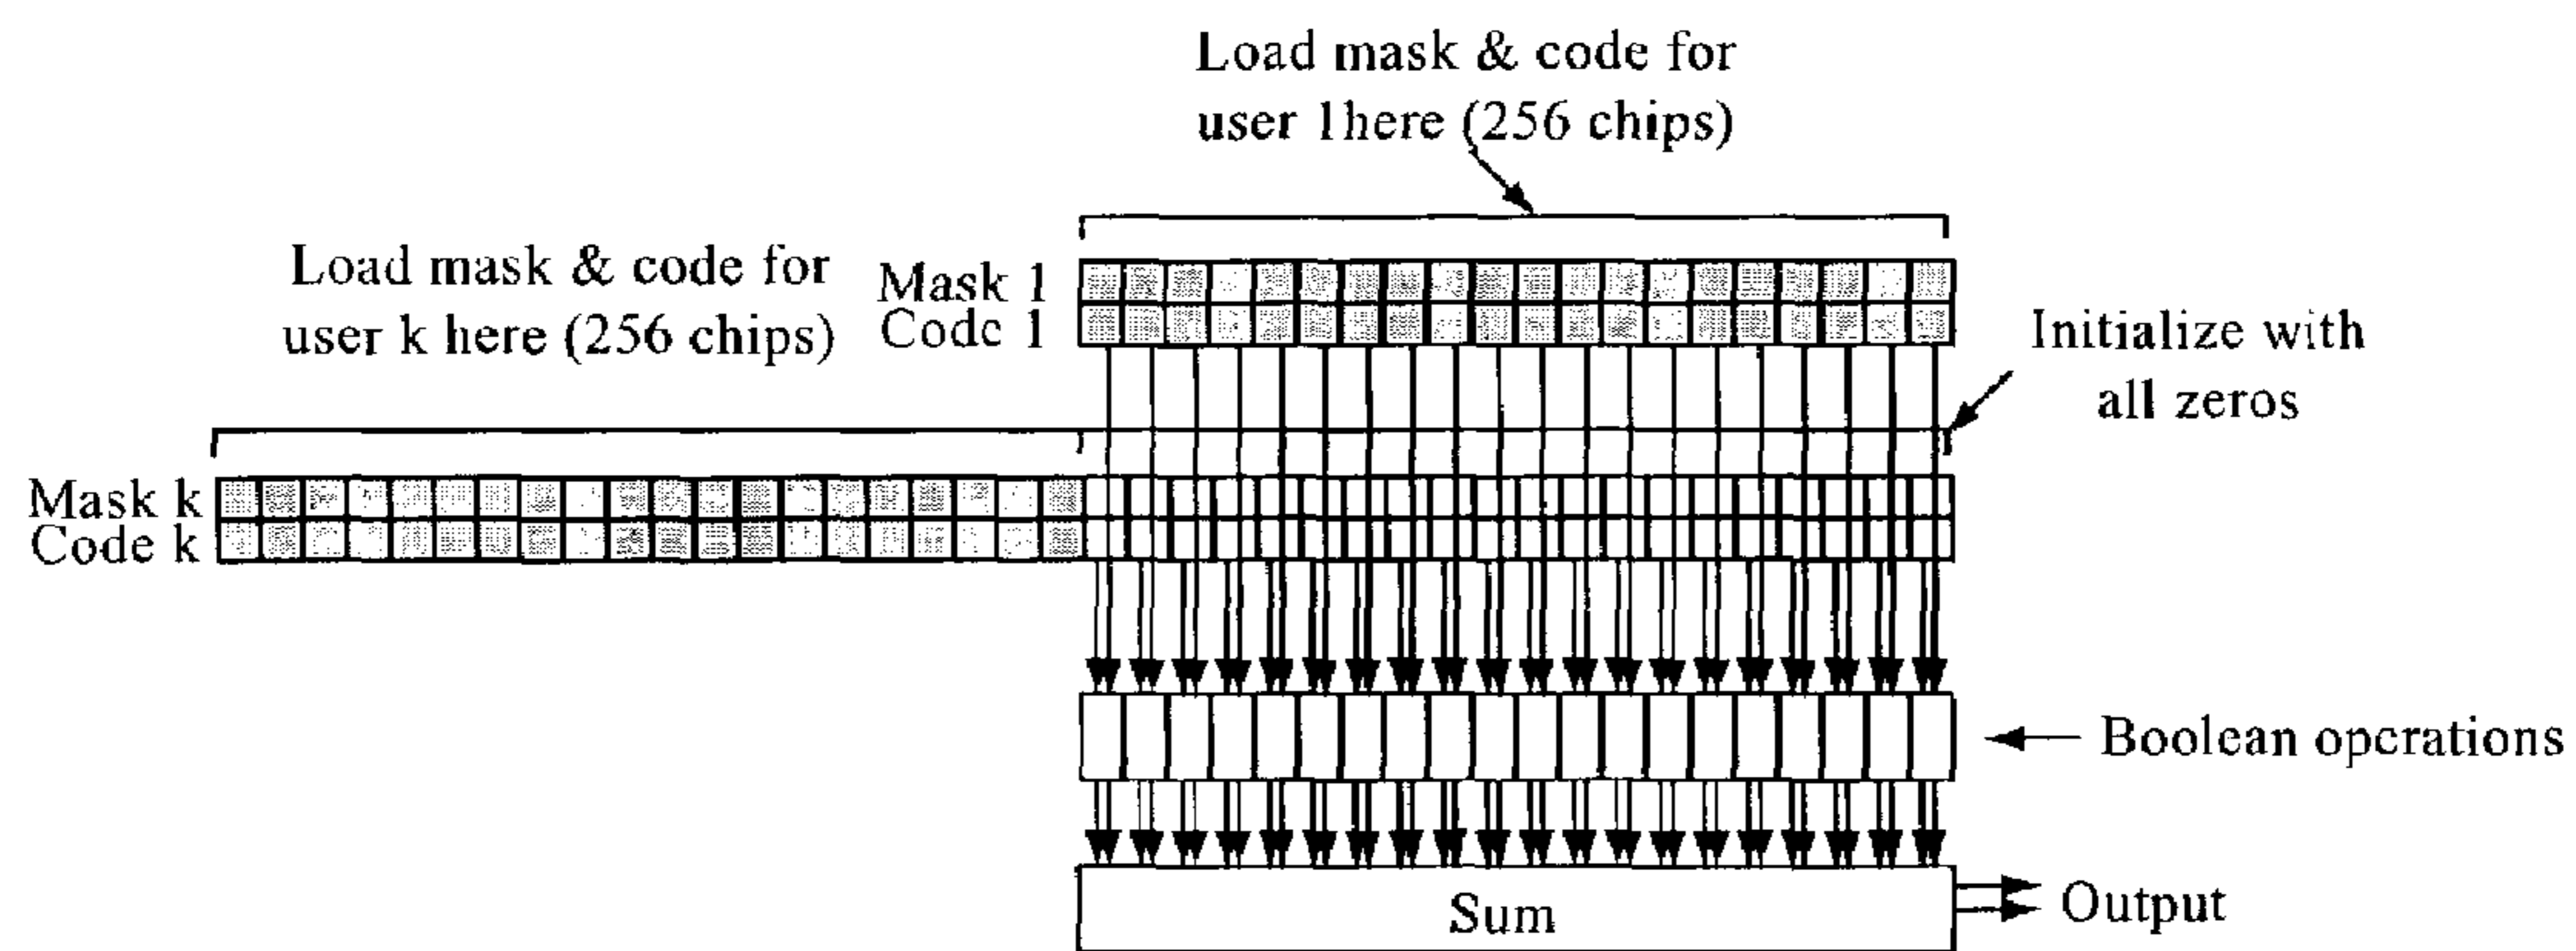 Load mask & code for
user 1here (256 chips)
Load mask & code for
user k here (256 chips)
Mask 1
Code 1
Initialize with
all zeros
Mask k
Code k
Boolean operations
Sum
Output